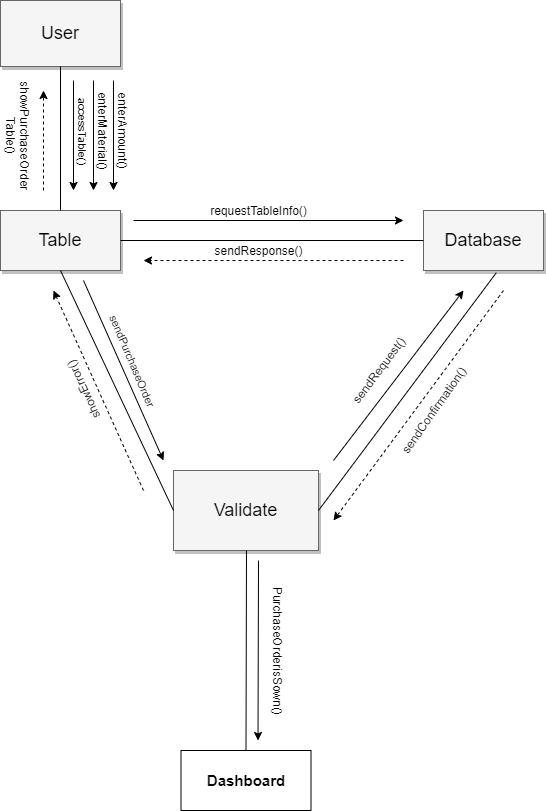 User
showPurchaseOrder
Table()
accessTable()
enterMaterial()
enterAmount()
requestTableInfo()
Table
Database
sendResponse()
sendPurchaseOrder
showError()
sendRequest()
sendConfirmation()
Validate
PurchaseOrderisSown()
Dashboard